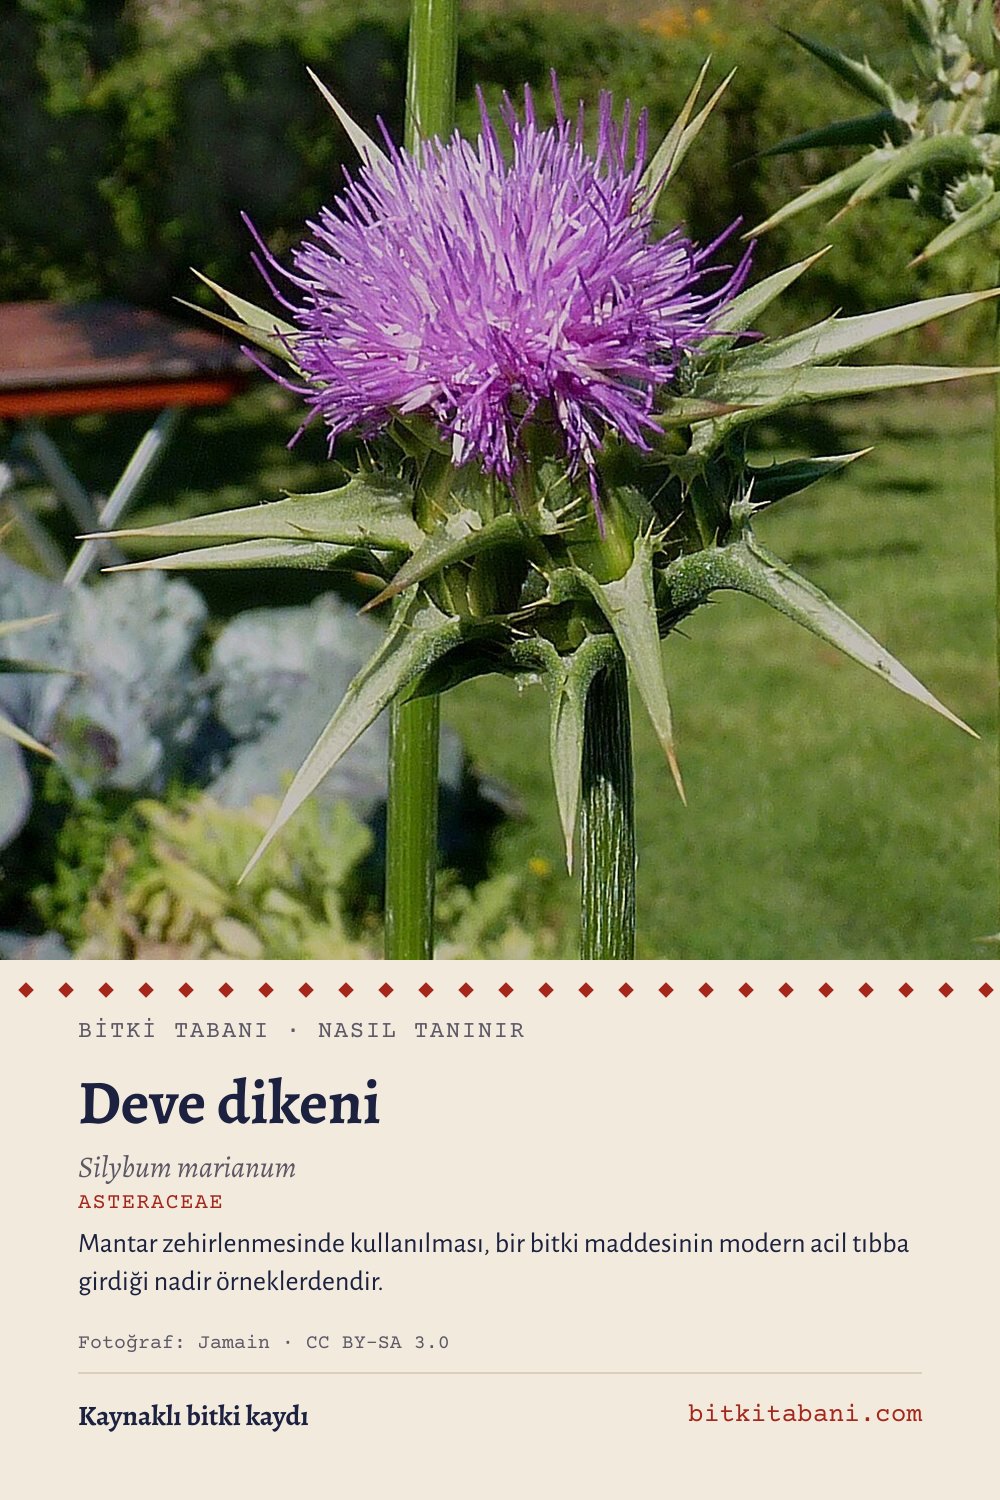 BİTKİ TABANI · NASIL TANINIR
Deve dikeni
Silybum marianum
ASTERACEAE
Mantar zehirlenmesinde kullanılması, bir bitki maddesinin modern acil tıbba
girdiği nadir örneklerdendir.
Fotoğraf: Jamain · CC BY-SA 3.0
Kaynaklı bitki kaydı
bitkitabani.com